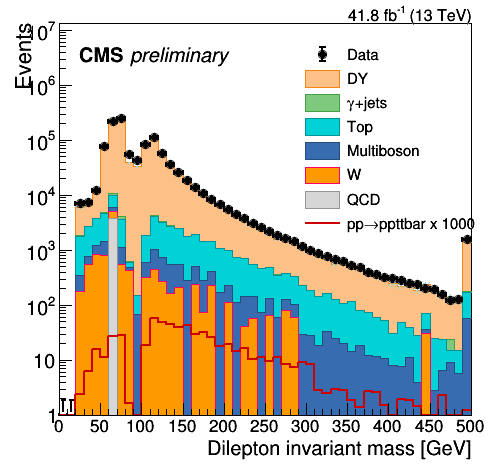 41.8 fb⁻¹ (13 TeV)
Events
CMS preliminary
Data
DY
γ+jets
Top
Multiboson
W
QCD
pp→ppttbar x 1000
10⁷
10⁶
10⁵
10⁴
10³
10²
10
1
0 50 100 150 200 250 300 350 400 450 500
Dilepton invariant mass [GeV]